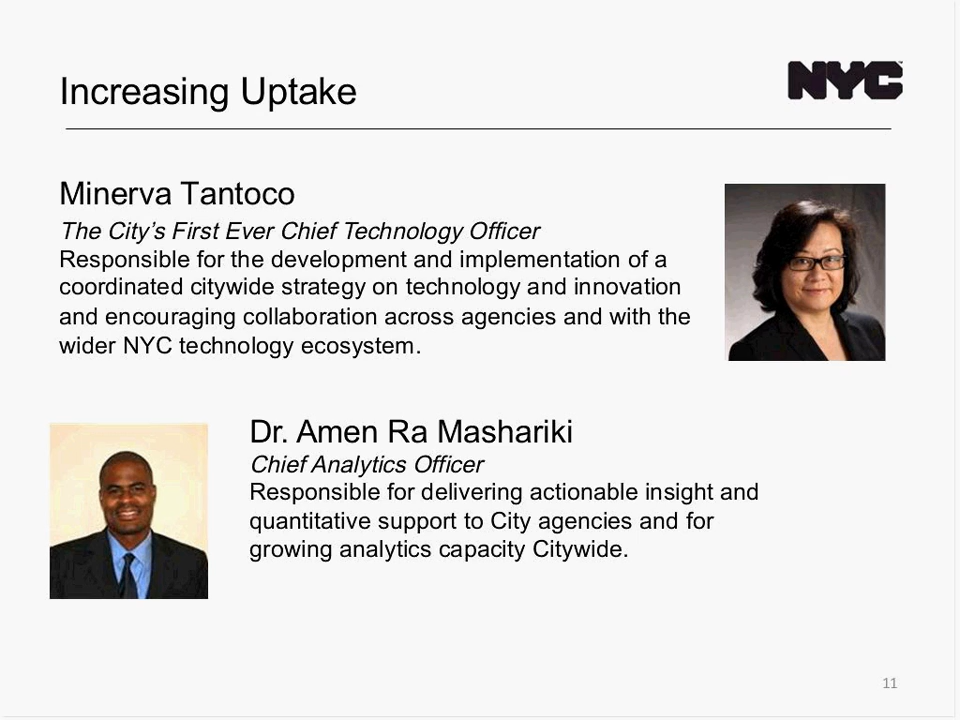 Increasing Uptake
NYC
Minerva Tantoco
The City’s First Ever Chief Technology Officer
Responsible for the development and implementation of a
coordinated citywide strategy on technology and innovation
and encouraging collaboration across agencies and with the
wider NYC technology ecosystem.
Dr. Amen Ra Mashariki
Chief Analytics Officer
Responsible for delivering actionable insight and
quantitative support to City agencies and for
growing analytics capacity Citywide.
11